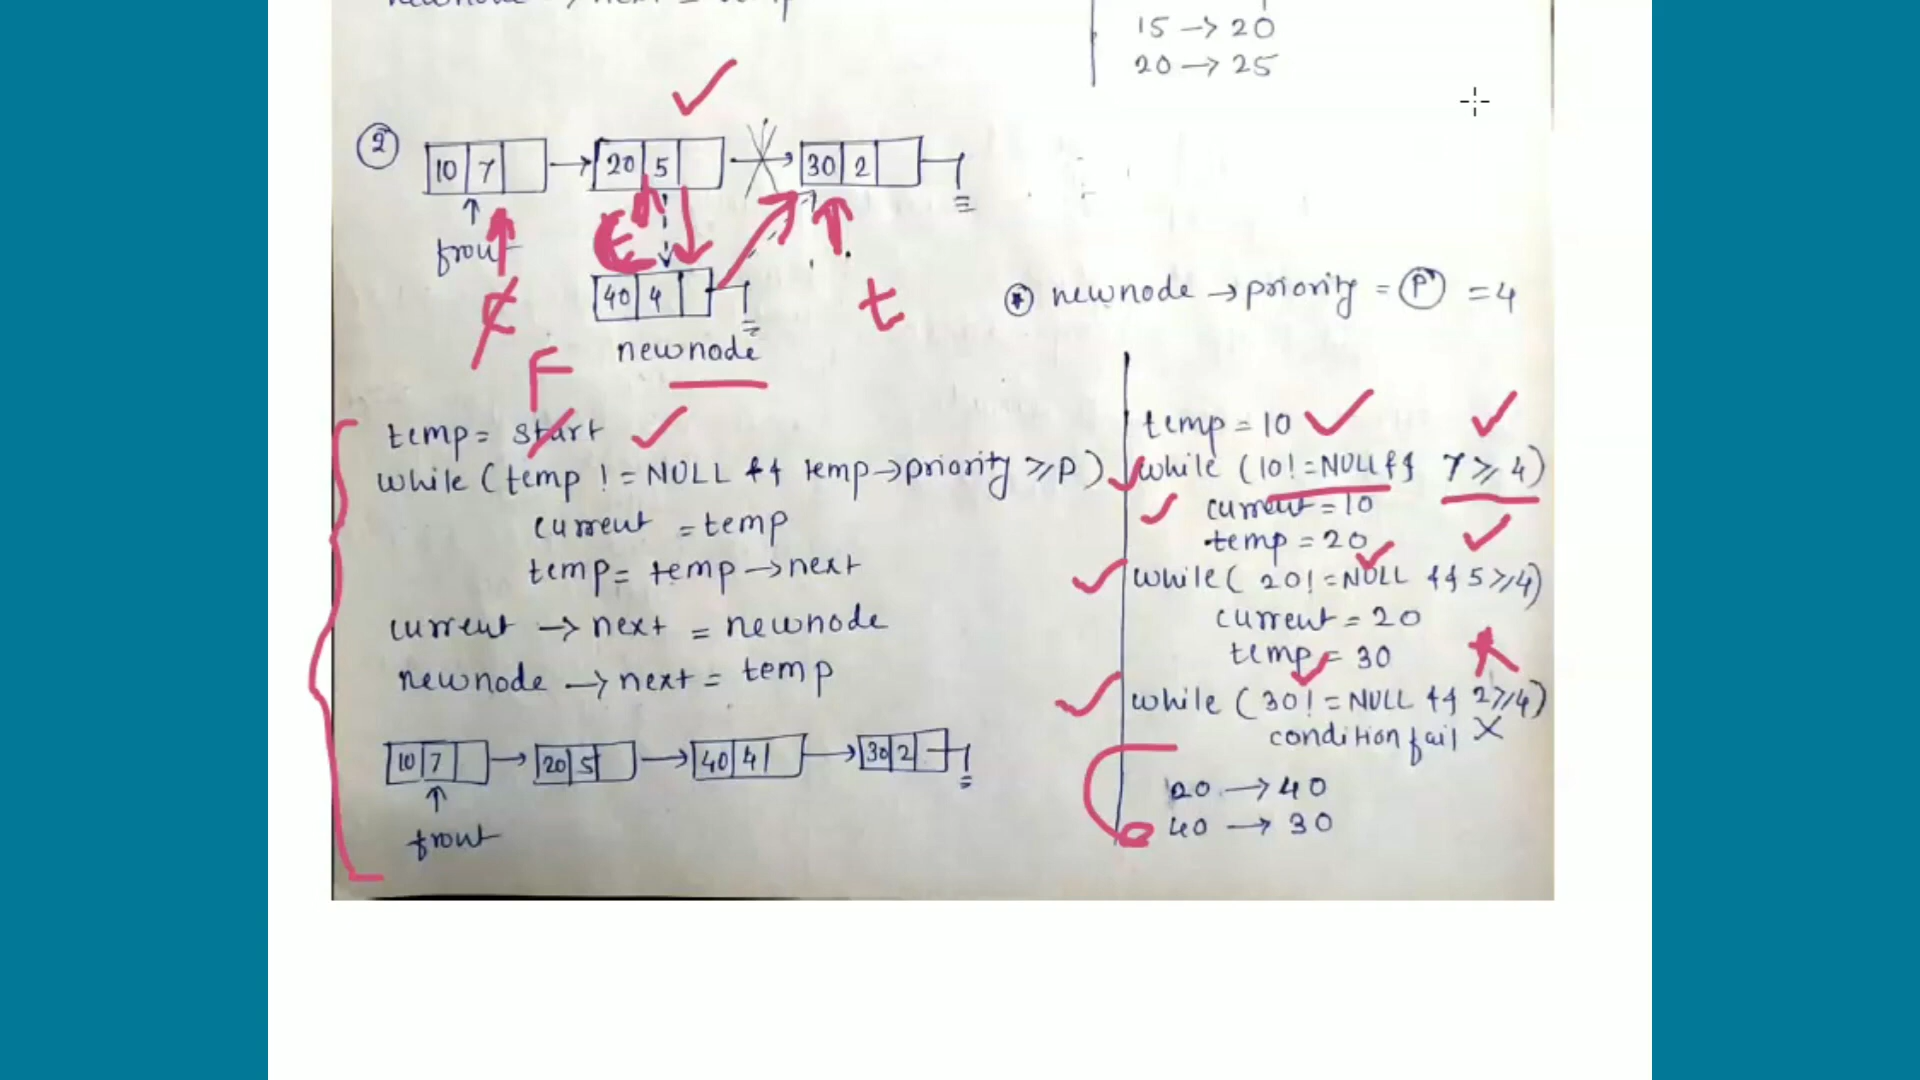 15 → 20
20 → 25
2
10 7 → 20 5 → 30 2
front
E
40 4
t
newnode
F
* newnode → priority = P = 4
temp = start
while (temp != NULL && temp → priority >= P)
current = temp
temp = temp → next
current → next = newnode
newnode → next = temp
10 7 → 20 5 → 40 4 → 30 2
front
temp = 10
while (10 != NULL && 7 >= 4)
current = 10
temp = 20
while ( 20! = NULL && 5 >= 4)
current = 20
temp = 30
while ( 30! = NULL && 2 >= 4)
condition fail X
20 → 40
40 → 30